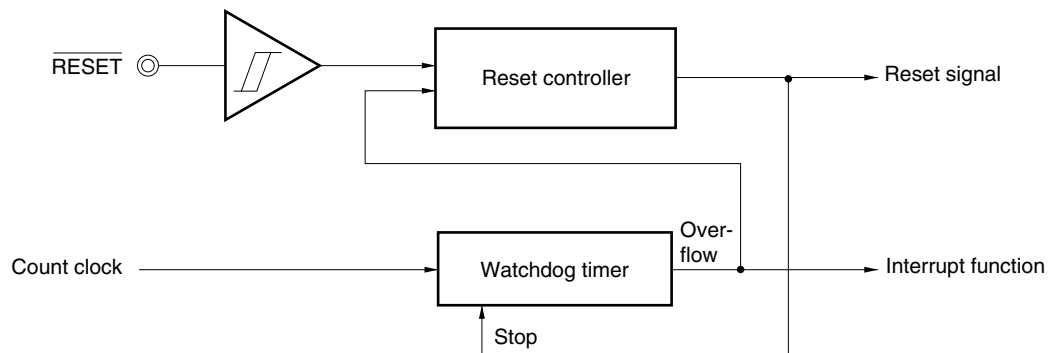 RESET
Reset controller
Reset signal
Over-
flow
Count clock
Watchdog timer
Interrupt function
Stop